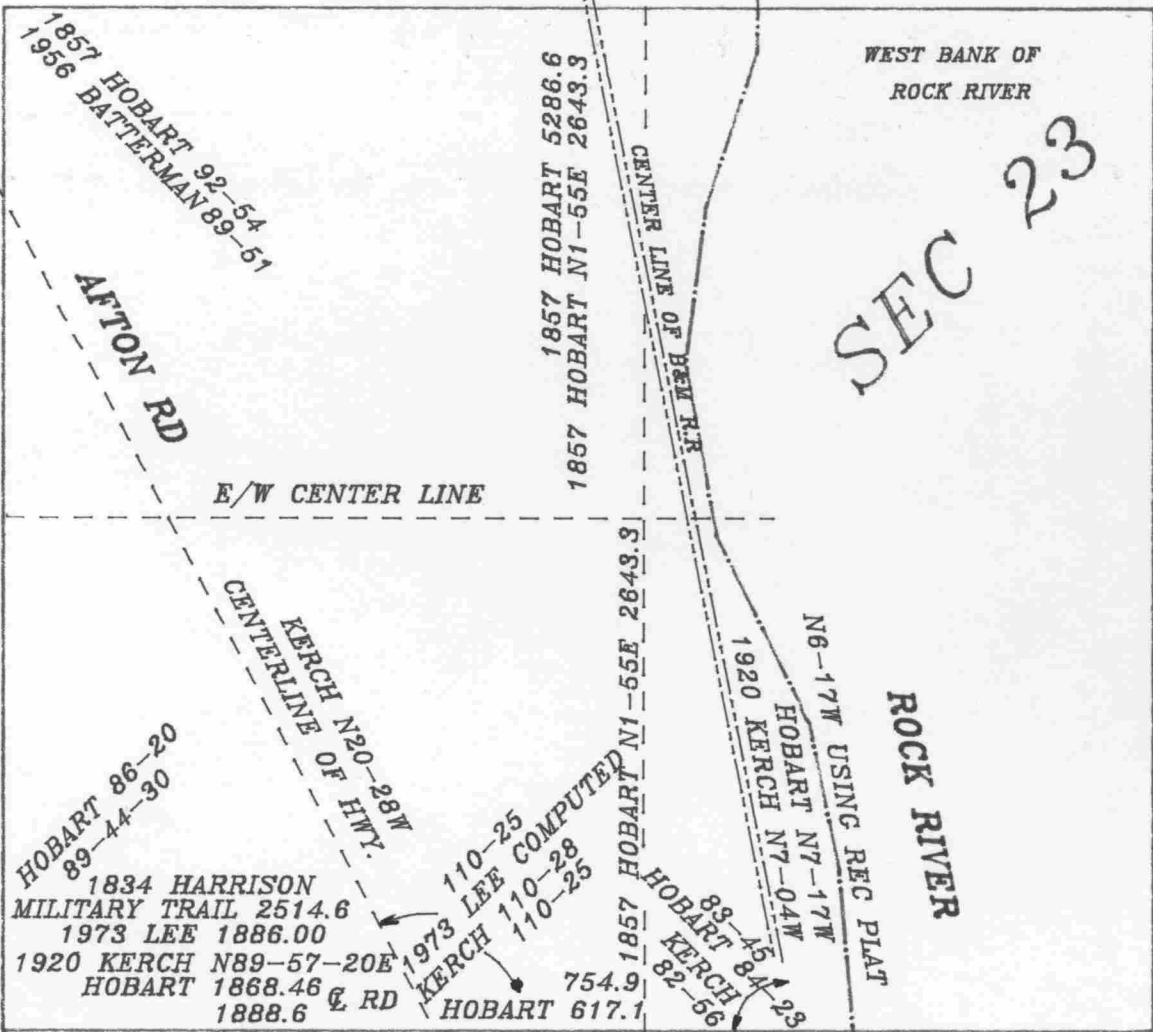 1857 HOBART 92-54
1956 BATTERMAN 89-51
1857 HOBART 5286.6
1857 HOBART N1-55E 2643.3
WEST BANK OF
ROCK RIVER
SEC 23
CENTER LINE OF B&M R.R
AFTON RD
E/W CENTER LINE
KERCH N20-28W
CENTERLINE OF HWY.
1857 HOBART N1-55E 2643.3
N6-17W USING REC PLAT
HOBART N7-17W
1920 KERCH N7-04W
ROCK RIVER
HOBART 86-20
89-44-30
1834 HARRISON
MILITARY TRAIL 2514.6
1973 LEE 1886.00
1920 KERCH N89-57-20E
HOBART 1868.46
1888.6
℄ RD
110-25
1973 LEE COMPUTED
KERCH 110-28
110-25
754.9
HOBART 617.1
83-45
HOBART 84-23
KERCH
82-56